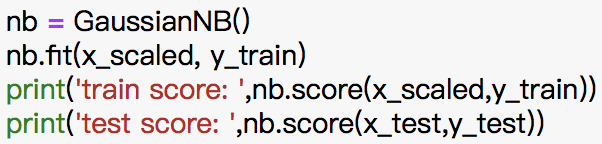 nb = GaussianNB()
nb.fit(x_scaled, y_train)
print('train score: ',nb.score(x_scaled,y_train))
print('test score: ',nb.score(x_test,y_test))